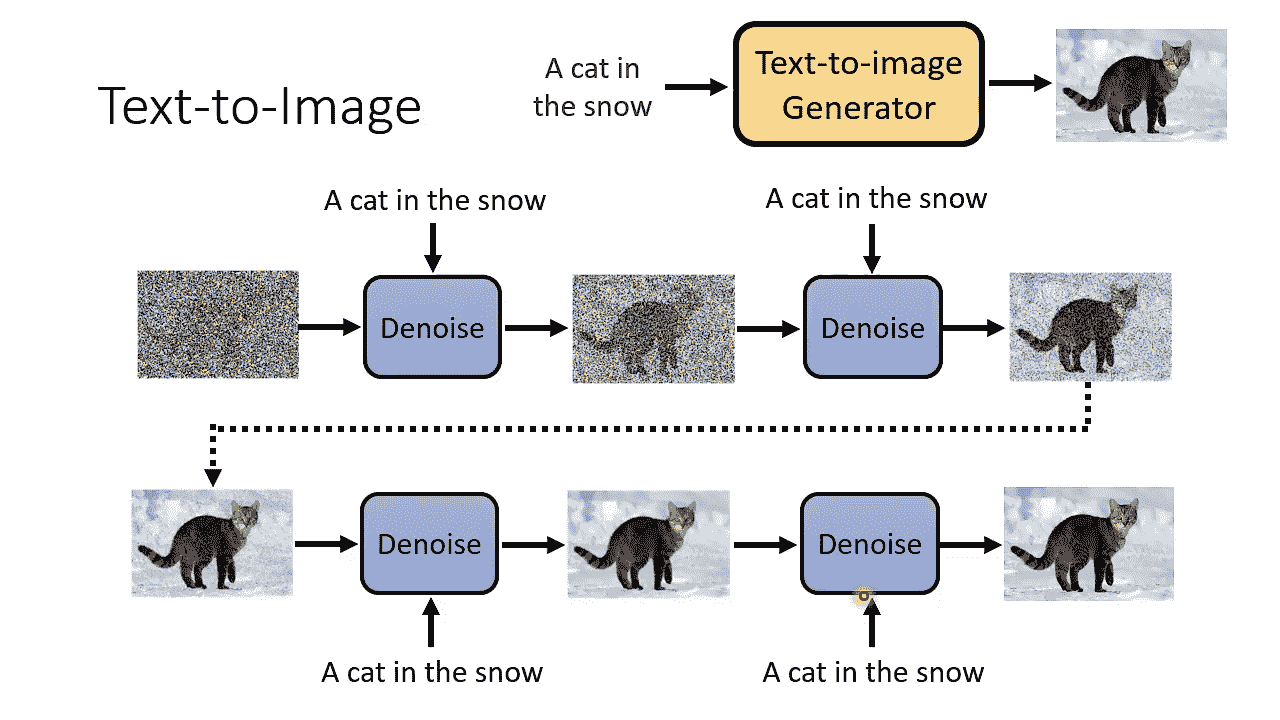 Text-to-Image
A cat in
the snow
Text-to-image
Generator
A cat in the snow
A cat in the snow
Denoise
Denoise
Denoise
Denoise
A cat in the snow
A cat in the snow